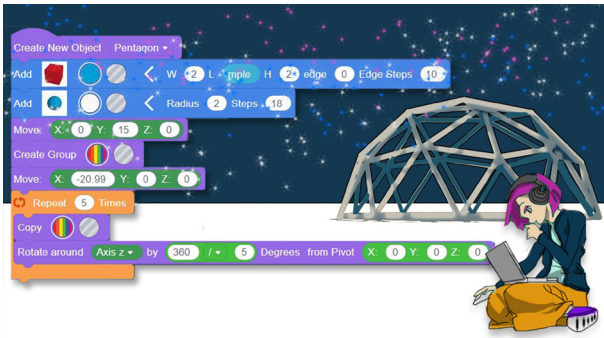 Create New Object Pentagon
Add W 2 L mple H 2 edge 0 Edge Steps 10
Add Radius 2 Steps 18
Move: X: 0 Y: 15 Z: 0
Create Group
Move: X: -20.99 Y: 0 Z: 0
Repeat 5 Times
Copy
Rotate around Axis z by 360 / 5 Degrees from Pivot X: 0 Y: 0 Z: 0